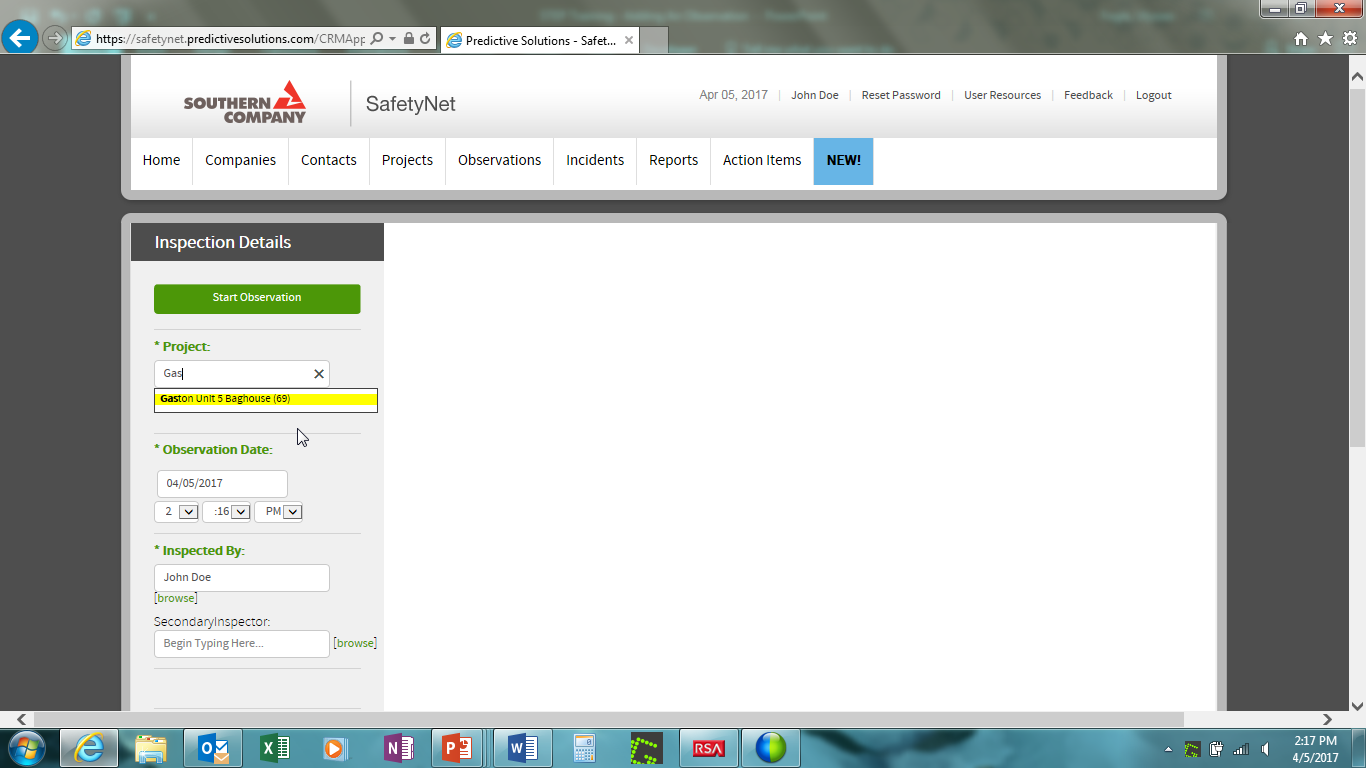 https://safetynet.predictivesolutions.com/CRMApp
Predictive Solutions - Safet...
SOUTHERN COMPANY
SafetyNet
Apr 05, 2017
John Doe
Reset Password
User Resources
Feedback
Logout
Home
Companies
Contacts
Projects
Observations
Incidents
Reports
Action Items
NEW!
Inspection Details
Start Observation
* Project:
Gas
Gaston Unit 5 Baghouse (69)
* Observation Date:
04/05/2017
2 :16 PM
* Inspected By:
John Doe
[browse]
SecondaryInspector:
Begin Typing Here... [browse]
RSA
2:17 PM
4/5/2017